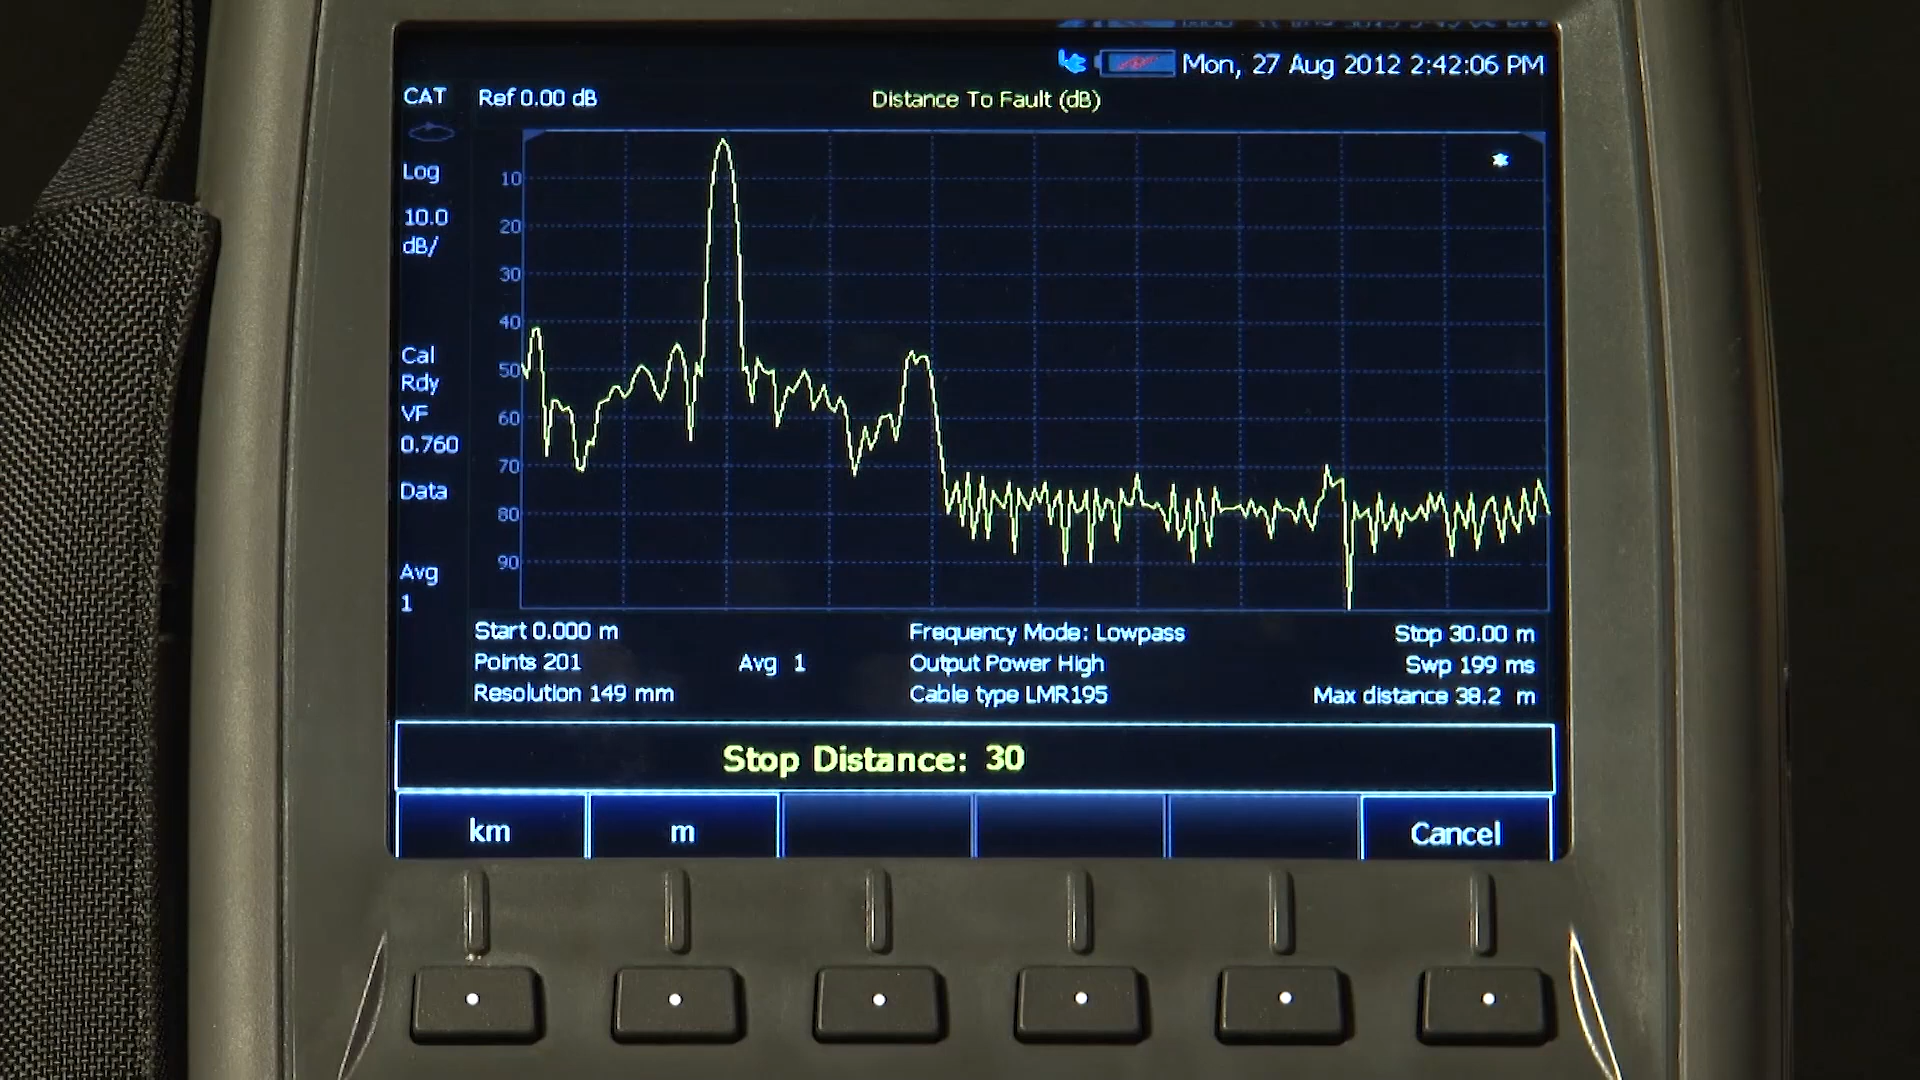 Mon, 27 Aug 2012 2:42:06 PM
CAT
Ref 0.00 dB
Distance To Fault (dB)
Log
10.0
dB/
Cal
Rdy
VF
0.760
Data
Avg
1
10
20
30
40
50
60
70
80
90
Start 0.000 m
Frequency Mode: Lowpass
Stop 30.00 m
Points 201
Avg 1
Output Power High
Swp 199 ms
Resolution 149 mm
Cable type LMR195
Max distance 38.2 m
Stop Distance: 30
km
m
Cancel